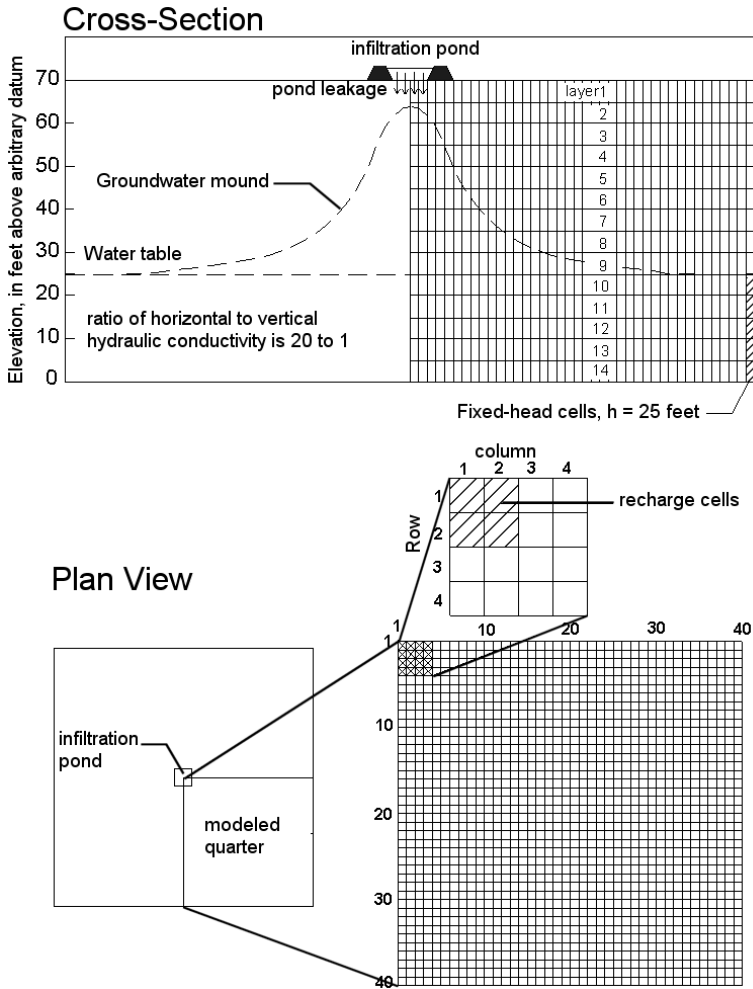 Cross-Section
infiltration pond
70
pond leakage
layer1
60
2
3
50
4
Groundwater mound
5
40
6
7
30
Water table
8
9
20
10
ratio of horizontal to vertical
hydraulic conductivity is 20 to 1
11
10
12
13
0
14
Elevation, in feet above arbitrary datum
Fixed-head cells, h = 25 feet
column
1 2 3 4
Row
1
2
3
4
recharge cells
Plan View
1 10 20 30 40
1
10
20
30
40
infiltration
pond
modeled
quarter